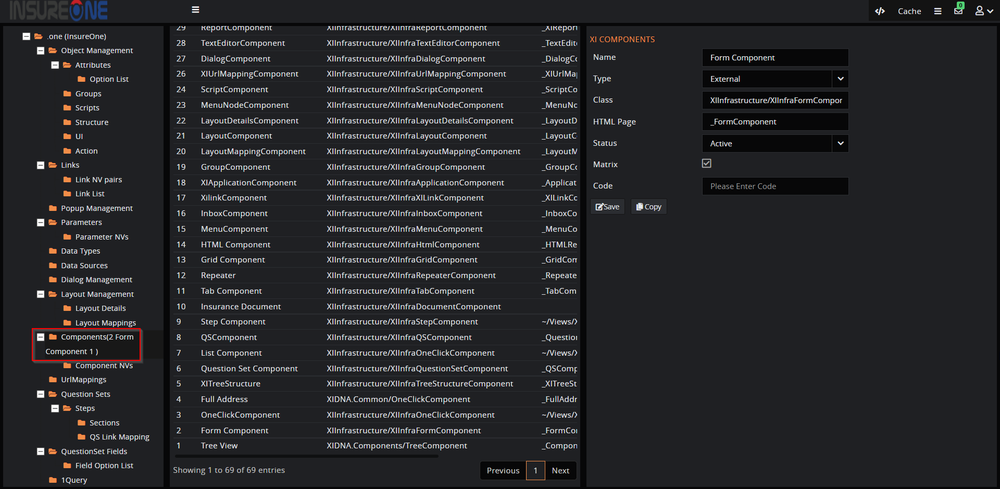 INSUREONE
Cache
0
.one (InsureOne)
Object Management
Attributes
Option List
Groups
Scripts
Structure
UI
Action
Links
Link NV pairs
Link List
Popup Management
Parameters
Parameter NVs
Data Types
Data Sources
Dialog Management
Layout Management
Layout Details
Layout Mappings
Components(2 Form
Component 1 )
Component NVs
UrlMappings
Question Sets
Steps
Sections
QS Link Mapping
QuestionSet Fields
Field Option List
1Query
29 ReportComponent XIInfrastructure/XIInfraReportComponent _XIRepor
28 TextEditorComponent XIInfrastructure/XIInfraTextEditorComponent _TextEdit
27 DialogComponent XIInfrastructure/XIInfraDialogComponent _DialogC
26 XIUrlMappingComponent XIInfrastructure/XIInfraUrlMappingComponent _XIUrlMa
24 ScriptComponent XIInfrastructure/XIInfraScriptComponent _ScriptCo
23 MenuNodeComponent XIInfrastructure/XIInfraMenuNodeComponent _MenuNo
22 LayoutDetailsComponent XIInfrastructure/XIInfraLayoutDetailsComponent _LayoutD
21 LayoutComponent XIInfrastructure/XIInfraLayoutComponent _LayoutC
20 LayoutMappingComponent XIInfrastructure/XIInfraLayoutMappingComponent _LayoutM
19 GroupComponent XIInfrastructure/XIInfraGroupComponent _GroupCo
18 XIApplicationComponent XIInfrastructure/XIInfraApplicationComponent _Applicat
17 XilinkComponent XIInfrastructure/XIInfraXILinkComponent _XILinkCo
16 InboxComponent XIInfrastructure/XIInfraInboxComponent _InboxCo
15 MenuComponent XIInfrastructure/XIInfraMenuComponent _MenuCo
14 HTML Component XIInfrastructure/XIInfraHtmlComponent _HTMLRe
13 Grid Component XIInfrastructure/XIInfraGridComponent _GridCom
12 Repeater XIInfrastructure/XIInfraRepeaterComponent _Repeate
11 Tab Component XIInfrastructure/XIInfraTabComponent _TabCom
10 Insurance Document XIInfrastructure/XIInfraDocumentComponent
9 Step Component XIInfrastructure/XIInfraStepComponent ~/Views/X
8 QSComponent XIInfrastructure/XIInfraQSComponent _Question
7 List Component XIInfrastructure/XIInfraOneClickComponent ~/Views/X
6 Question Set Component XIInfrastructure/XIInfraQuestionSetComponent _QSComp
5 XITreeStructure XIInfrastructure/XIInfraTreeStructureComponent _XITreeSt
4 Full Address XIDNA.Common/OneClickComponent _FullAddr
3 OneClickComponent XIInfrastructure/XIInfraOneClickComponent ~/Views/X
2 Form Component XIInfrastructure/XIInfraFormComponent _FormCo
1 Tree View XIDNA.Components/TreeComponent _Compon
Showing 1 to 69 of 69 entries
Previous 1 Next
XI COMPONENTS
Name Form Component
Type External
Class XIInfrastructure/XIInfraFormCompor
HTML Page _FormComponent
Status Active
Matrix
Code Please Enter Code
Save Copy